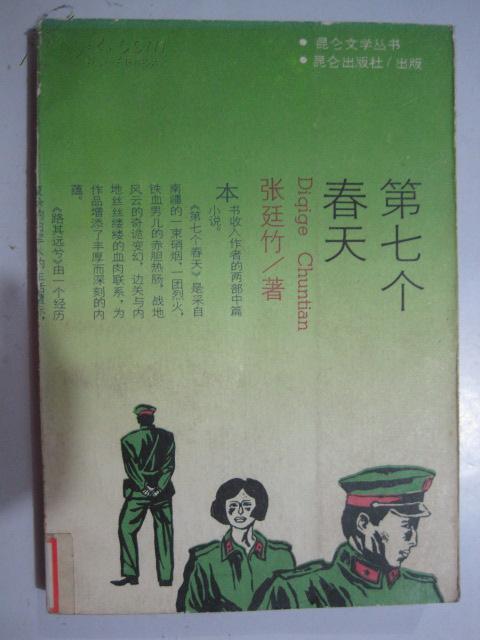 • 昆仑文学丛书
• 昆仑出版社/出版
第七个
春天
Diqige Chuntian
张廷竹/著
本书收入作者的两部中篇
小说。
《第七个春天》是采自
南疆的一束硝烟、一团烈火，
铁血男儿的赤胆热肠，战地
风云的奇诡变幻，边关与内
地丝丝缕缕的血肉联系，为
作品增添了丰厚而深刻的内
蕴。
《路其远兮》由一个经历